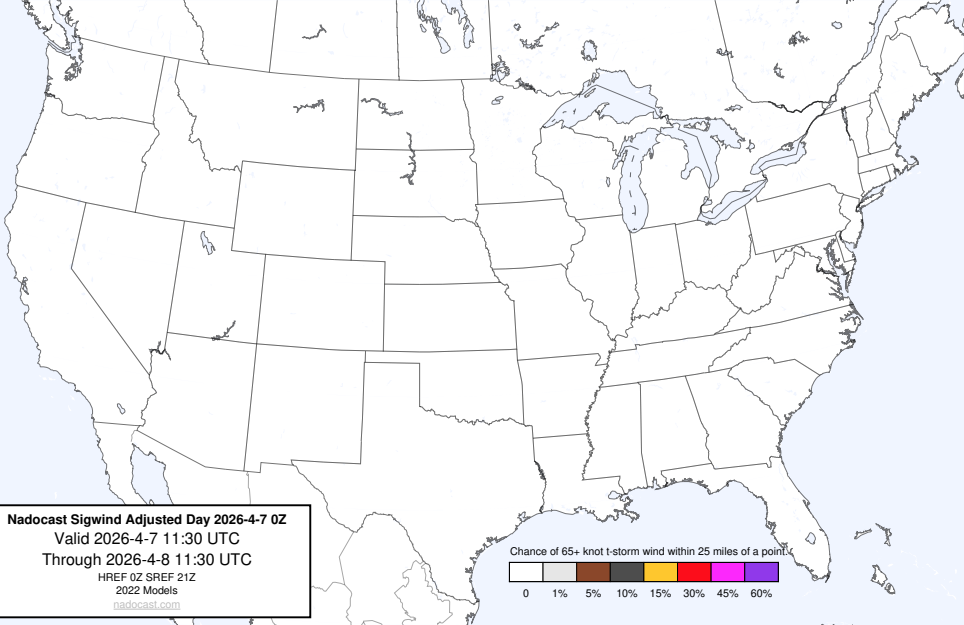 Nadocast Sigwind Adjusted Day 2026-4-7 0Z
Valid 2026-4-7 11:30 UTC
Through 2026-4-8 11:30 UTC
HREF 0Z SREF 21Z
2022 Models
nadocast.com
Chance of 65+ knot t-storm wind within 25 miles of a point.
0 1% 5% 10% 15% 30% 45% 60%